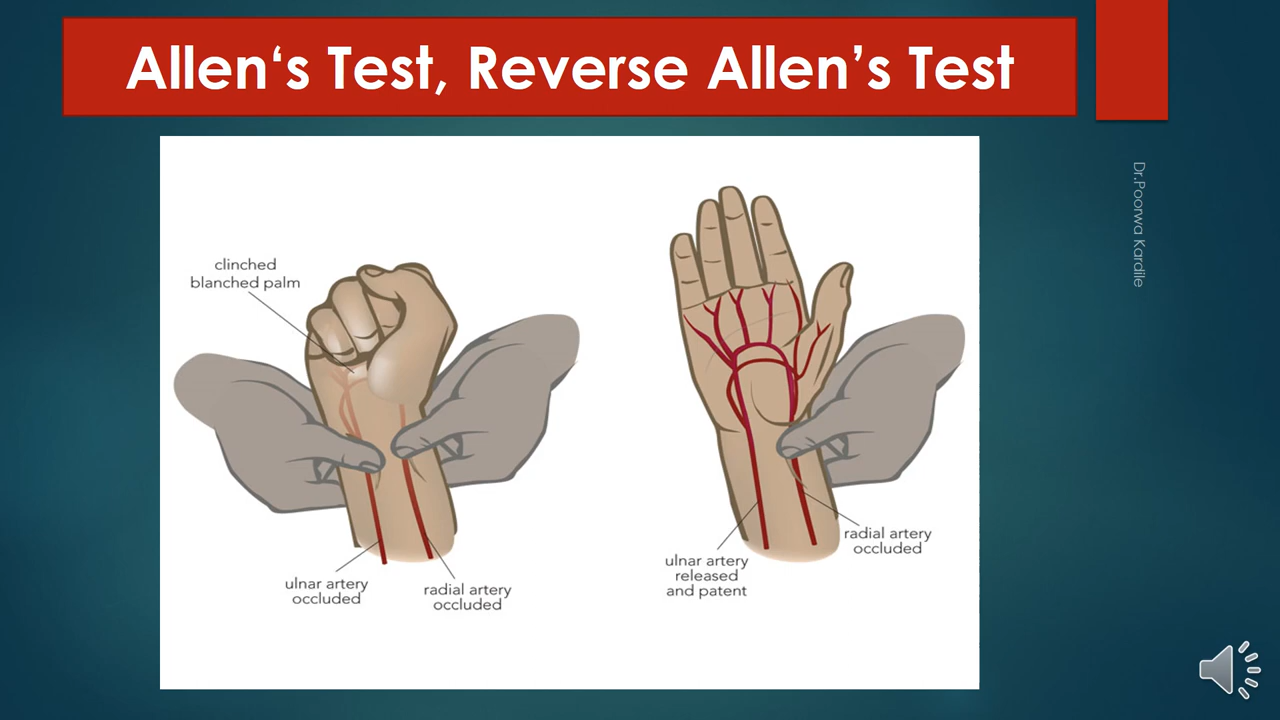 Allen‘s Test, Reverse Allen’s Test
Dr.Poorwa Kardile
clinched
blanched palm
ulnar artery
occluded
radial artery
occluded
ulnar artery
released
and patent
radial artery
occluded